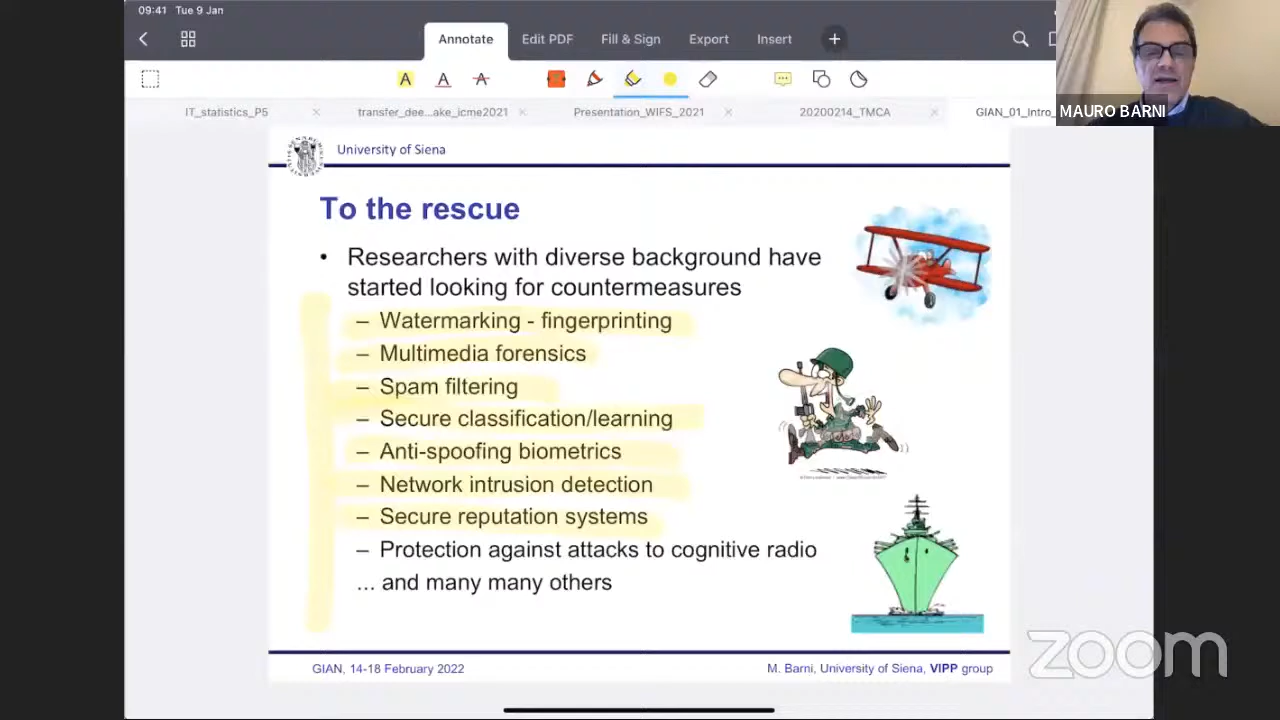 09:41 Tue 9 Jan
Annotate Edit PDF Fill & Sign Export Insert
A A A
IT_statistics_P5 transfer_dee...ake_icme2021 Presentation_WIFS_2021 20200214_TMCA GIAN_01_Intro_
MAURO BARNI
University of Siena
To the rescue
• Researchers with diverse background have
started looking for countermeasures
– Watermarking - fingerprinting
– Multimedia forensics
– Spam filtering
– Secure classification/learning
– Anti-spoofing biometrics
– Network intrusion detection
– Secure reputation systems
– Protection against attacks to cognitive radio
... and many many others
GIAN, 14-18 February 2022
M. Barni, University of Siena, VIPP group
zoom